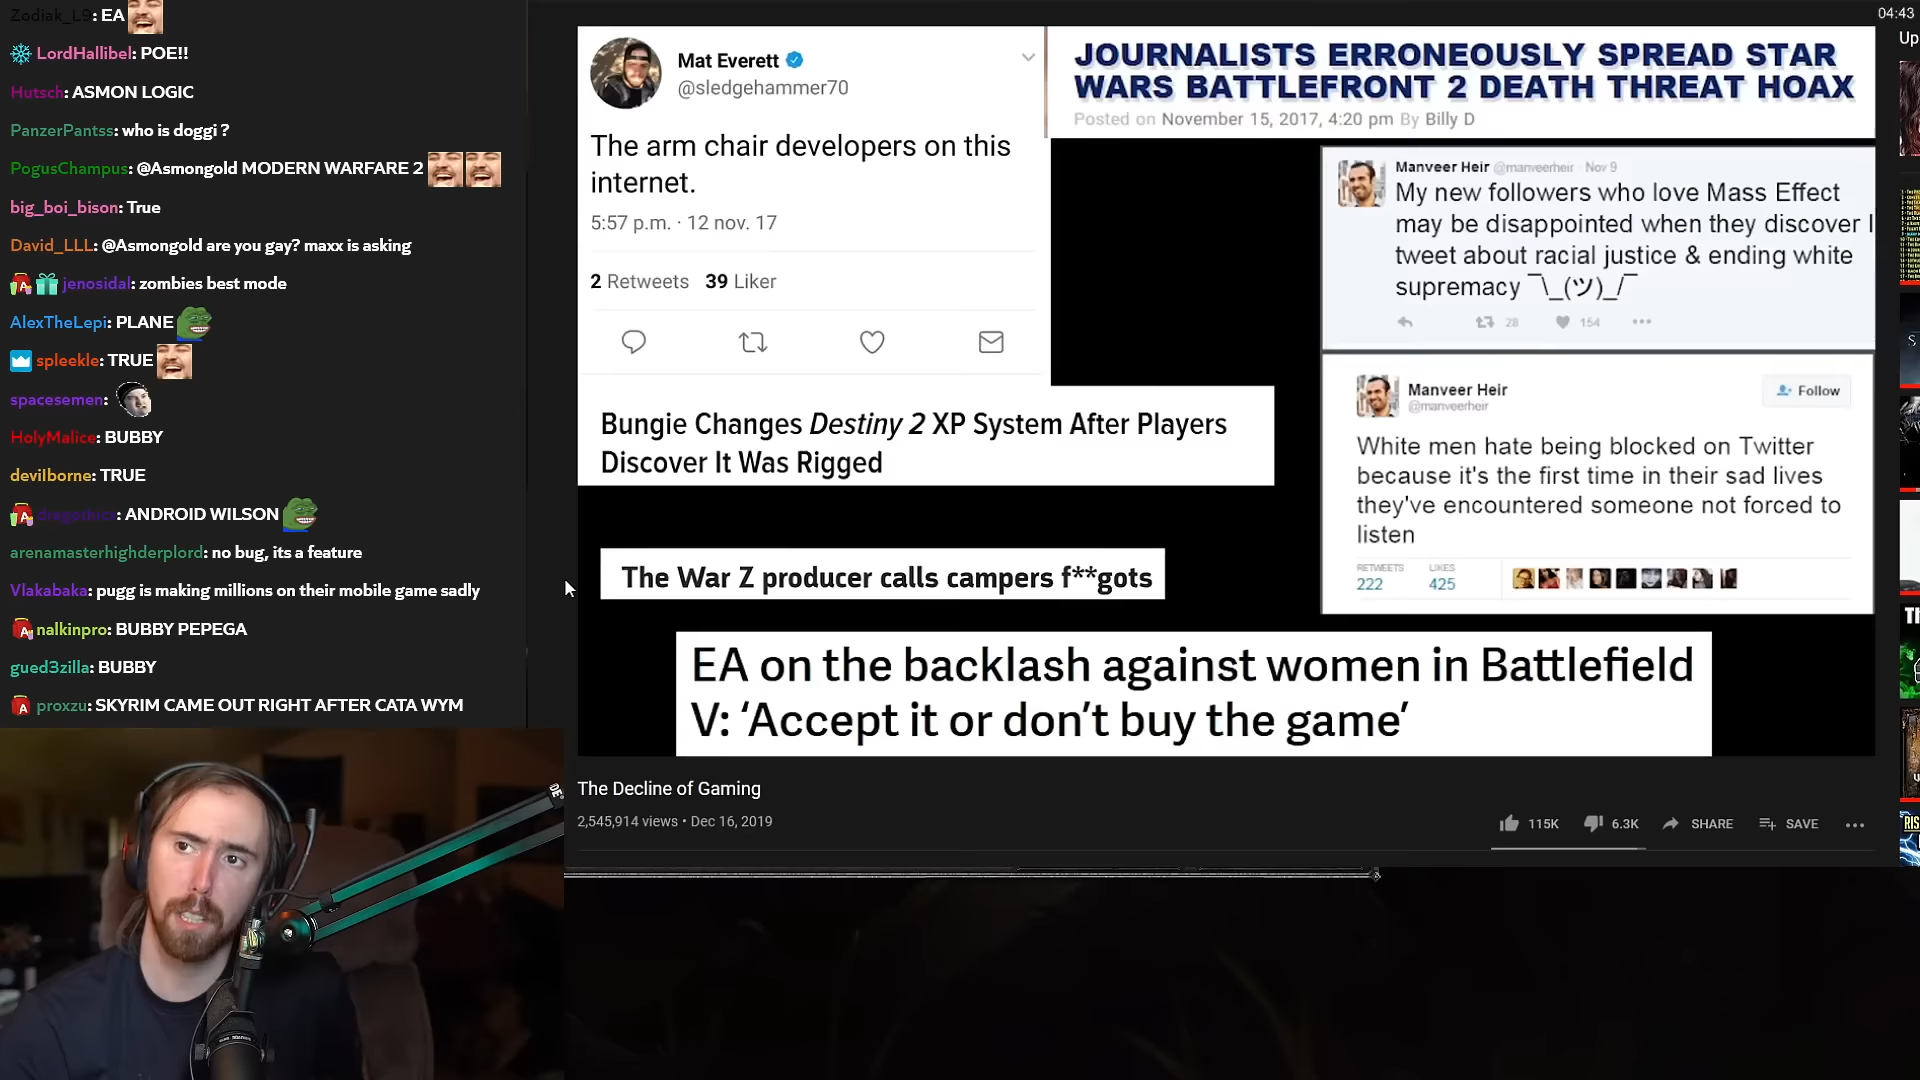 Zodiak_L9: EA
LordHallibel: POE!!
Hutsch: ASMON LOGIC
PanzerPantss: who is doggi ?
PogusChampus: @Asmongold MODERN WARFARE 2
big_boi_bison: True
David_LLL: @Asmongold are you gay? maxx is asking
jenosidal: zombies best mode
AlexTheLepi: PLANE
spleekle: TRUE
spacesemen:
HolyMalice: BUBBY
devilborne: TRUE
: ANDROID WILSON
arenamasterhighderplord: no bug, its a feature
Vlakabaka: pugg is making millions on their mobile game sadly
nalkinpro: BUBBY PEPEGA
gued3zilla: BUBBY
proxzu: SKYRIM CAME OUT RIGHT AFTER CATA WYM
04:43
Up
Mat Everett
@sledgehammer70
The arm chair developers on this
internet.
5:57 p.m. · 12 nov. 17
2 Retweets 39 Liker
JOURNALISTS ERRONEOUSLY SPREAD STAR
WARS BATTLEFRONT 2 DEATH THREAT HOAX
Posted on November 15, 2017, 4:20 pm By Billy D
Manveer Heir @manveerheir Nov 9
My new followers who love Mass Effect
may be disappointed when they discover I
tweet about racial justice & ending white
supremacy ¯\_(ツ)_/¯
28 154
Manveer Heir
@manveerheir
Follow
White men hate being blocked on Twitter
because it's the first time in their sad lives
they've encountered someone not forced to
listen
RETWEETS LIKES
222 425
Bungie Changes Destiny 2 XP System After Players
Discover It Was Rigged
The War Z producer calls campers f**gots
EA on the backlash against women in Battlefield
V: ‘Accept it or don’t buy the game’
The Decline of Gaming
2,545,914 views • Dec 16, 2019
115K 6.3K SHARE SAVE